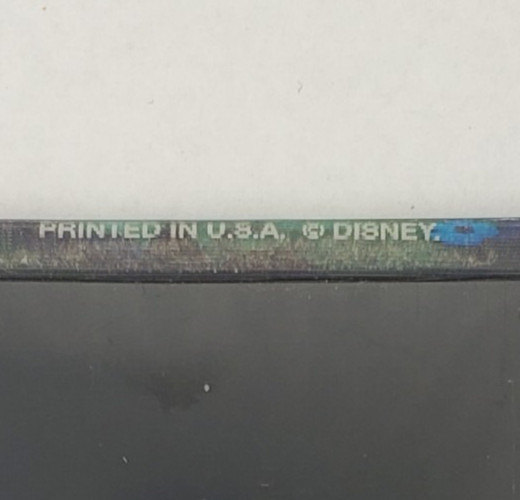 PRINTED IN U.S.A. © DISNEY.